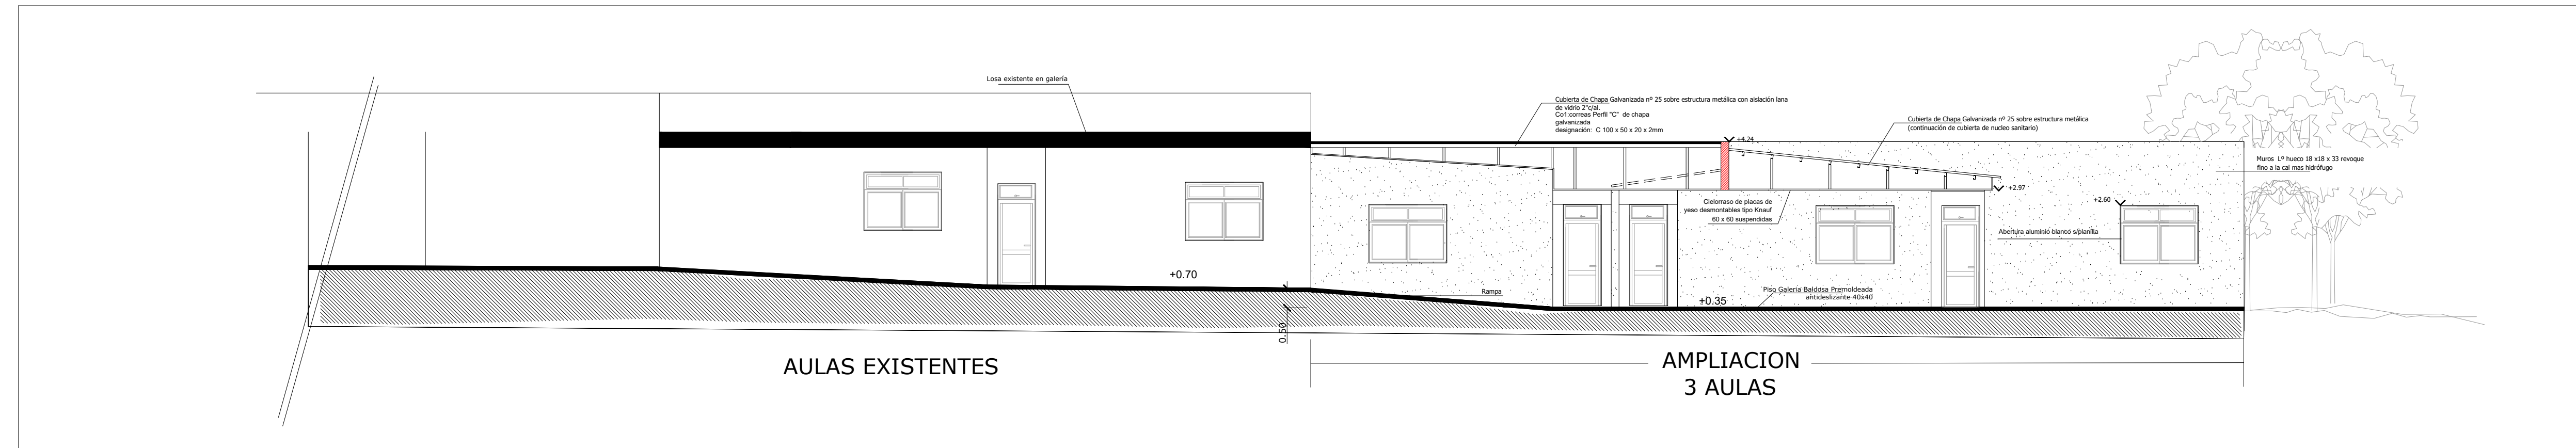 Losa existente en galería
Cubierta de Chapa Galvanizada nº 25 sobre estructura metálica con aislación lana
de vidrio 2"c/al.
Co1:correas Perfil "C" de chapa
galvanizada
designación: C 100 x 50 x 20 x 2mm
+4.24
Cubierta de Chapa Galvanizada nº 25 sobre estructura metálica
(continuación de cubierta de nucleo sanitario)
Muros Lº hueco 18 x18 x 33 revoque
fino a la cal mas hidrófugo
+2.97
Cielorraso de placas de
yeso desmontables tipo Knauf
60 x 60 suspendidas
+2.60
Abertura alumisio blanco s/planilla
+0.70
Rampa
Piso Galeria Baldosa Premoldeada
antideslizante 40x40
+0.35
0.50
AULAS EXISTENTES
AMPLIACION
3 AULAS